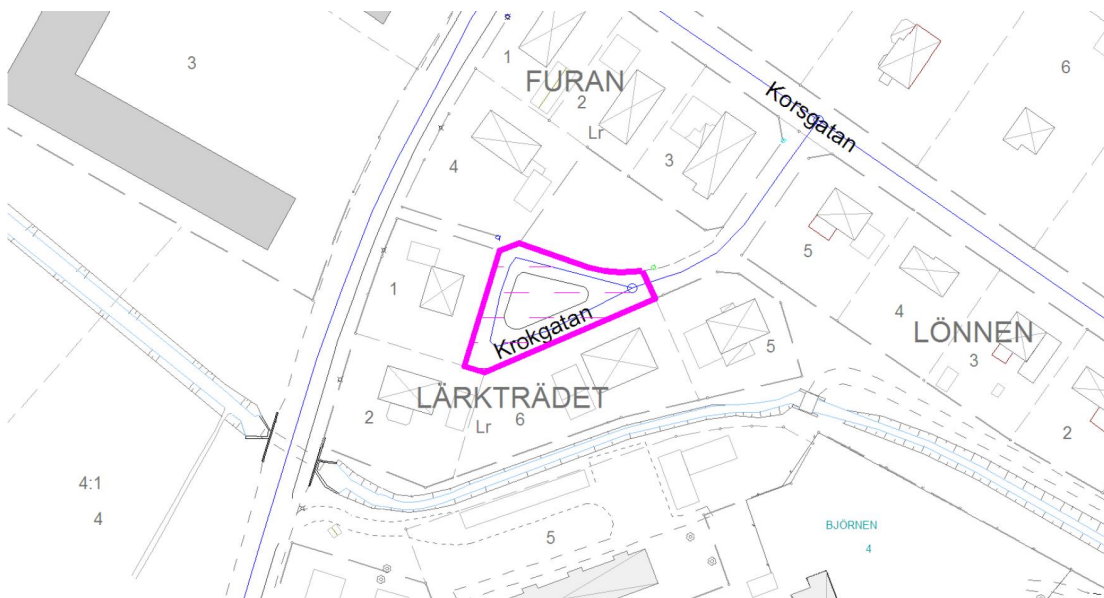 1
FURAN
2
Lr
3
Korsgatan
6
3
4
5
1
4
Krokgatan
LÖNNEN
3
5
LÄRKTRÄDET
2
6
Lr
2
4:1
4
5
BJÖRNEN
4